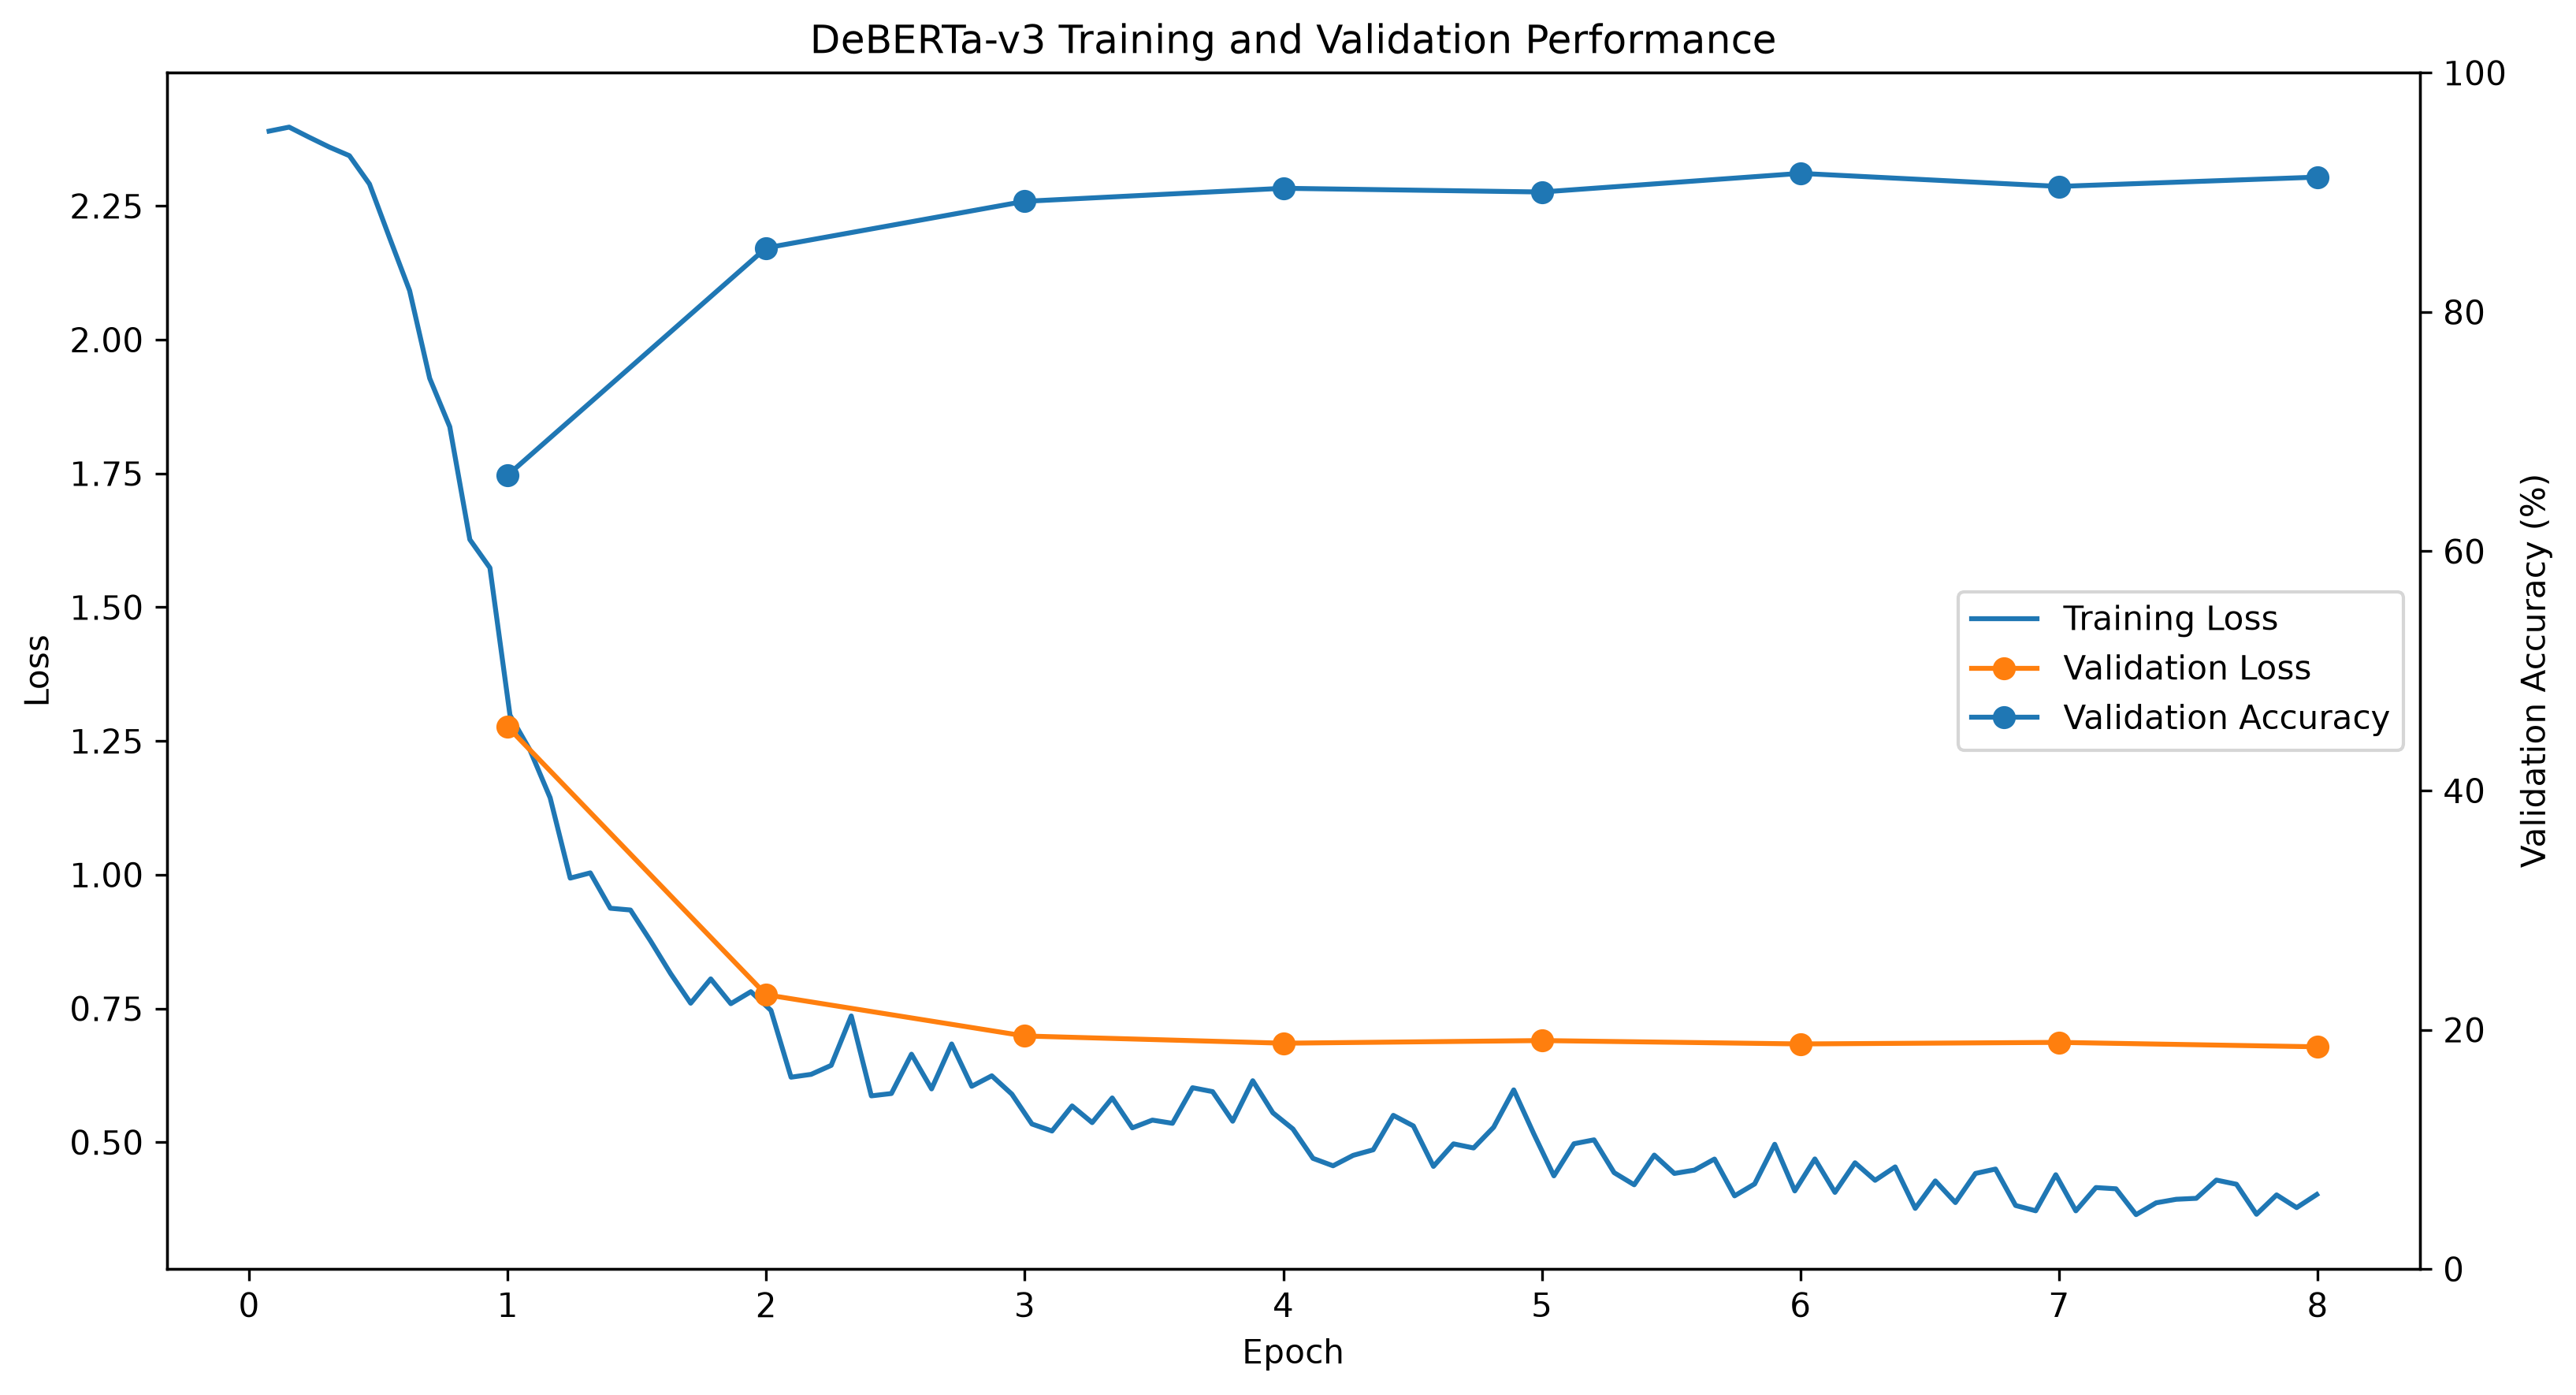 DeBERTa-v3 Training and Validation Performance
Loss
2.25
2.00
1.75
1.50
1.25
1.00
0.75
0.50
100
80
60
40
20
0
Validation Accuracy (%)
Training Loss
Validation Loss
Validation Accuracy
0 1 2 3 4 5 6 7 8
Epoch